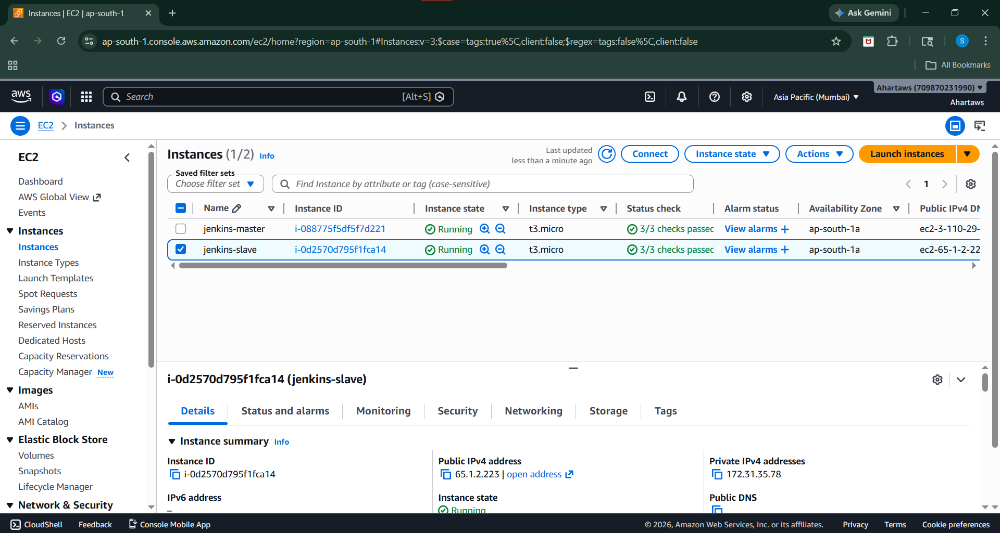 Instances | EC2 | ap-south-1
Ask Gemini
ap-south-1.console.aws.amazon.com/ec2/home?region=ap-south-1#Instances:v=3;$case=tags:true%5C,client:false;$regex=tags:false%5C,client:false
S
All Bookmarks
aws
Search [Alt+S]
Asia Pacific (Mumbai)
Ahartaws (709870231990)
Ahartaws
EC2 Instances
EC2
Dashboard
AWS Global View
Events
Instances
Instances
Instance Types
Launch Templates
Spot Requests
Savings Plans
Reserved Instances
Dedicated Hosts
Capacity Reservations
Capacity Manager New
Images
AMIs
AMI Catalog
Elastic Block Store
Volumes
Snapshots
Lifecycle Manager
Network & Security
Instances (1/2) Info
Last updated
less than a minute ago
Connect
Instance state
Actions
Launch instances
Saved filter sets
Choose filter set
Find Instance by attribute or tag (case-sensitive)
1
Name Instance ID Instance state Instance type Status check Alarm status Availability Zone Public IPv4 DN
jenkins-master i-088775f5df5f7d221 Running t3.micro 3/3 checks passec View alarms + ap-south-1a ec2-3-110-29-
jenkins-slave i-0d2570d795f1fca14 Running t3.micro 3/3 checks passec View alarms + ap-south-1a ec2-65-1-2-22
i-0d2570d795f1fca14 (jenkins-slave)
Details Status and alarms Monitoring Security Networking Storage Tags
Instance summary Info
Instance ID
i-0d2570d795f1fca14
Public IPv4 address
65.1.2.223 | open address
Private IPv4 addresses
172.31.35.78
IPv6 address
–
Instance state
Running
Public DNS
CloudShell Feedback Console Mobile App
© 2026, Amazon Web Services, Inc. or its affiliates. Privacy Terms Cookie preferences